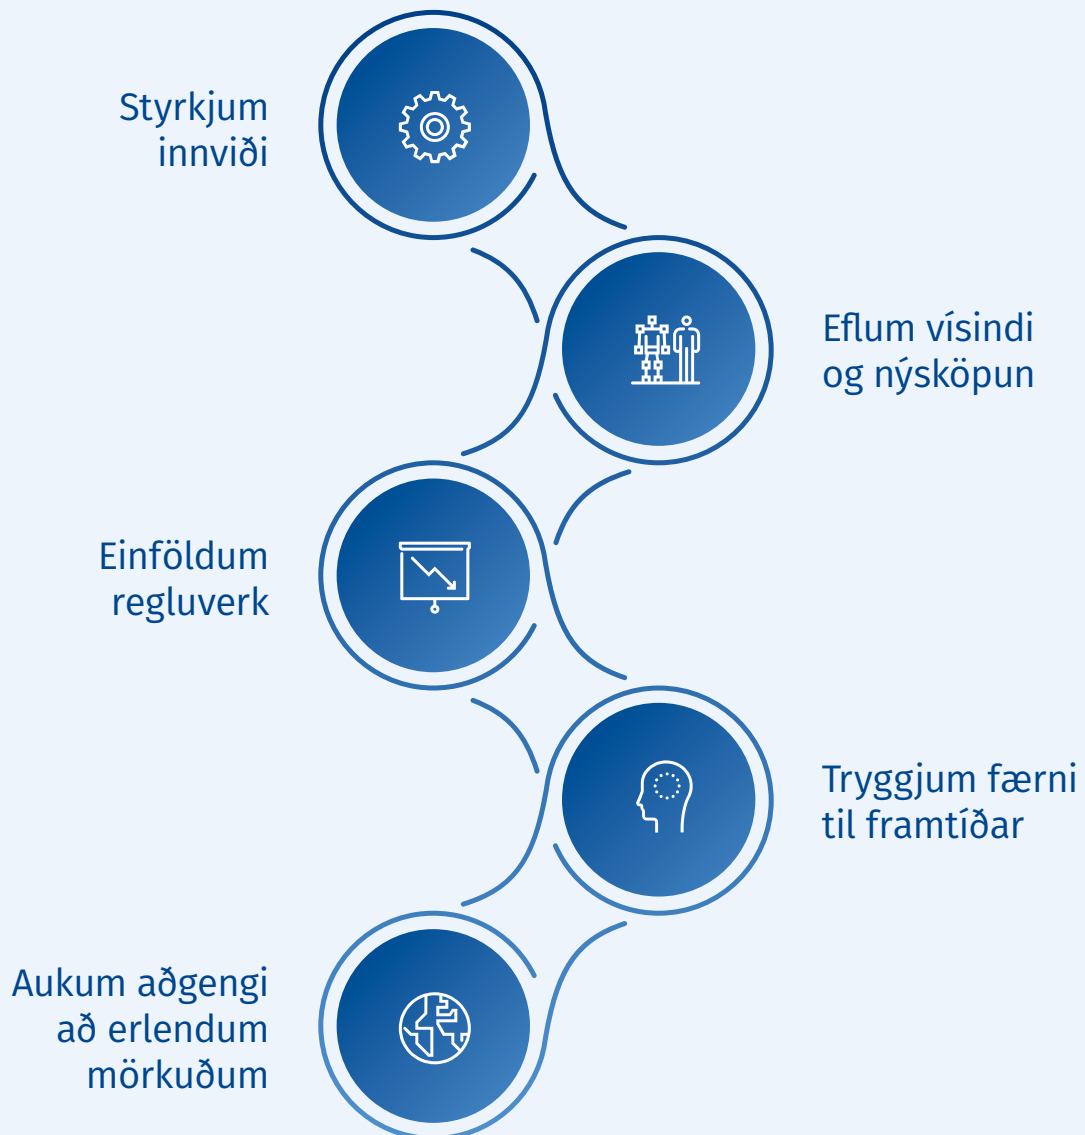 Styrkjum
innviði
Eflum vísindi
og nýsköpun
Einföldum
regluverk
Tryggjum færni
til framtíðar
Aukum aðgengi
að erlendum
mörkuðum